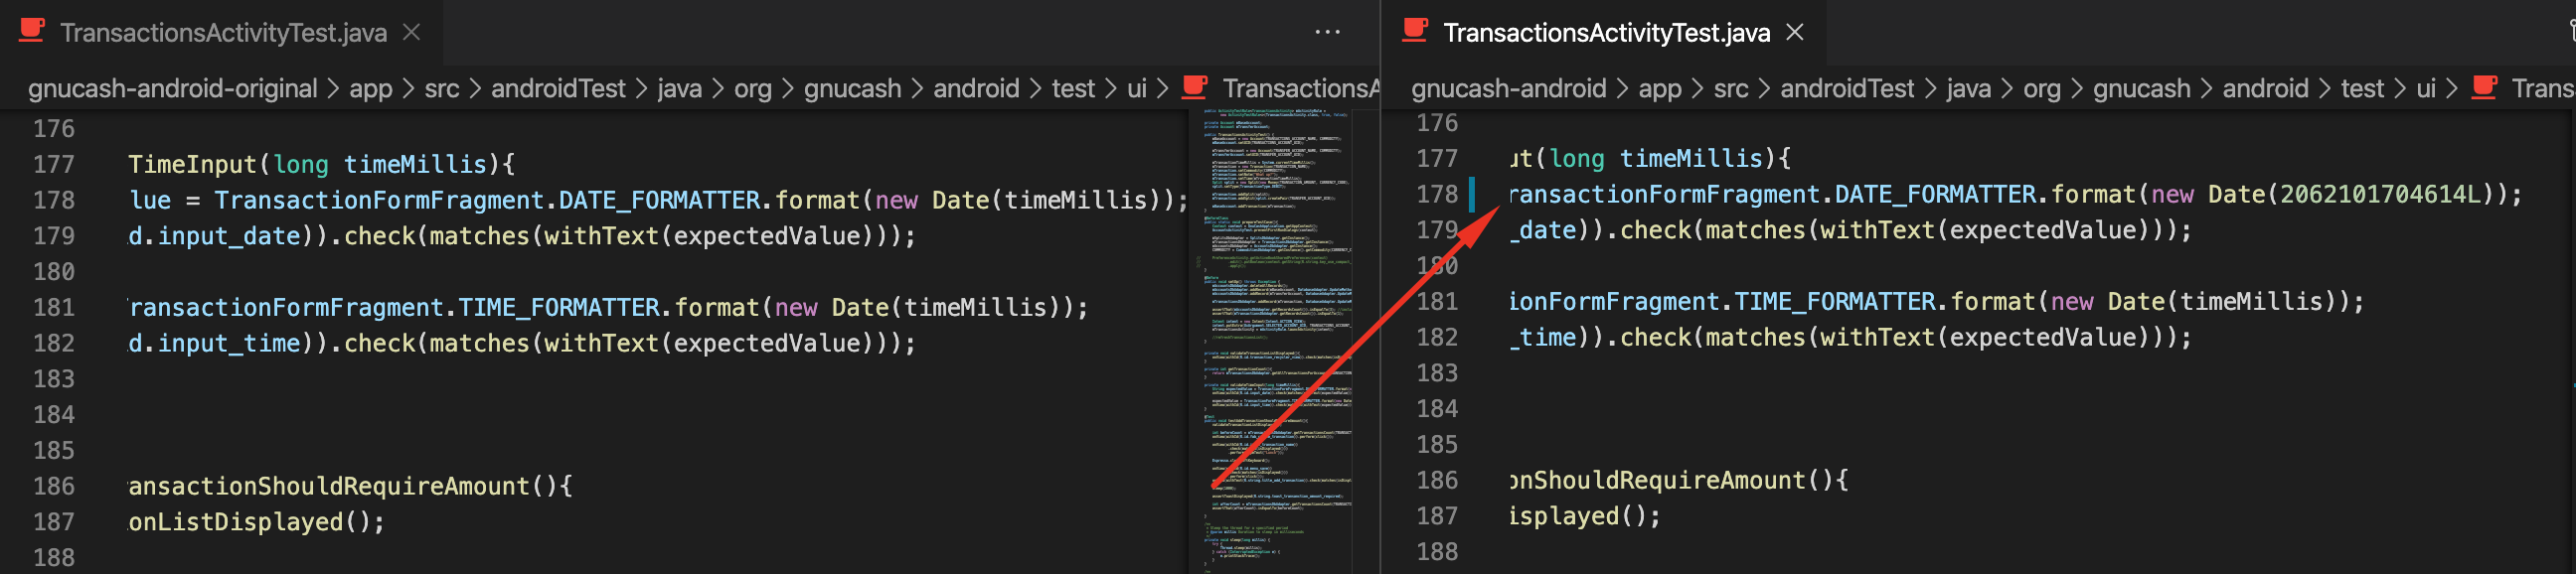 TransactionsActivityTest.java
gnucash-android-original > app > src > androidTest > java > org > gnucash > android > test > ui > TransactionsA
176
177 TimeInput(long timeMillis){
178 lue = TransactionFormFragment.DATE_FORMATTER.format(new Date(timeMillis));
179 d.input_date)).check(matches(withText(expectedValue)));
180
181 ransactionFormFragment.TIME_FORMATTER.format(new Date(timeMillis));
182 d.input_time)).check(matches(withText(expectedValue)));
183
184
185
186 ansactionShouldRequireAmount(){
187 onListDisplayed();
188
TransactionsActivityTest.java
gnucash-android > app > src > androidTest > java > org > gnucash > android > test > ui > Trans
176
177 ut(long timeMillis){
178 ransactionFormFragment.DATE_FORMATTER.format(new Date(2062101704614L));
179 _date)).check(matches(withText(expectedValue)));
180
181 ionFormFragment.TIME_FORMATTER.format(new Date(timeMillis));
182 _time)).check(matches(withText(expectedValue)));
183
184
185
186 onShouldRequireAmount(){
187 isplayed();
188